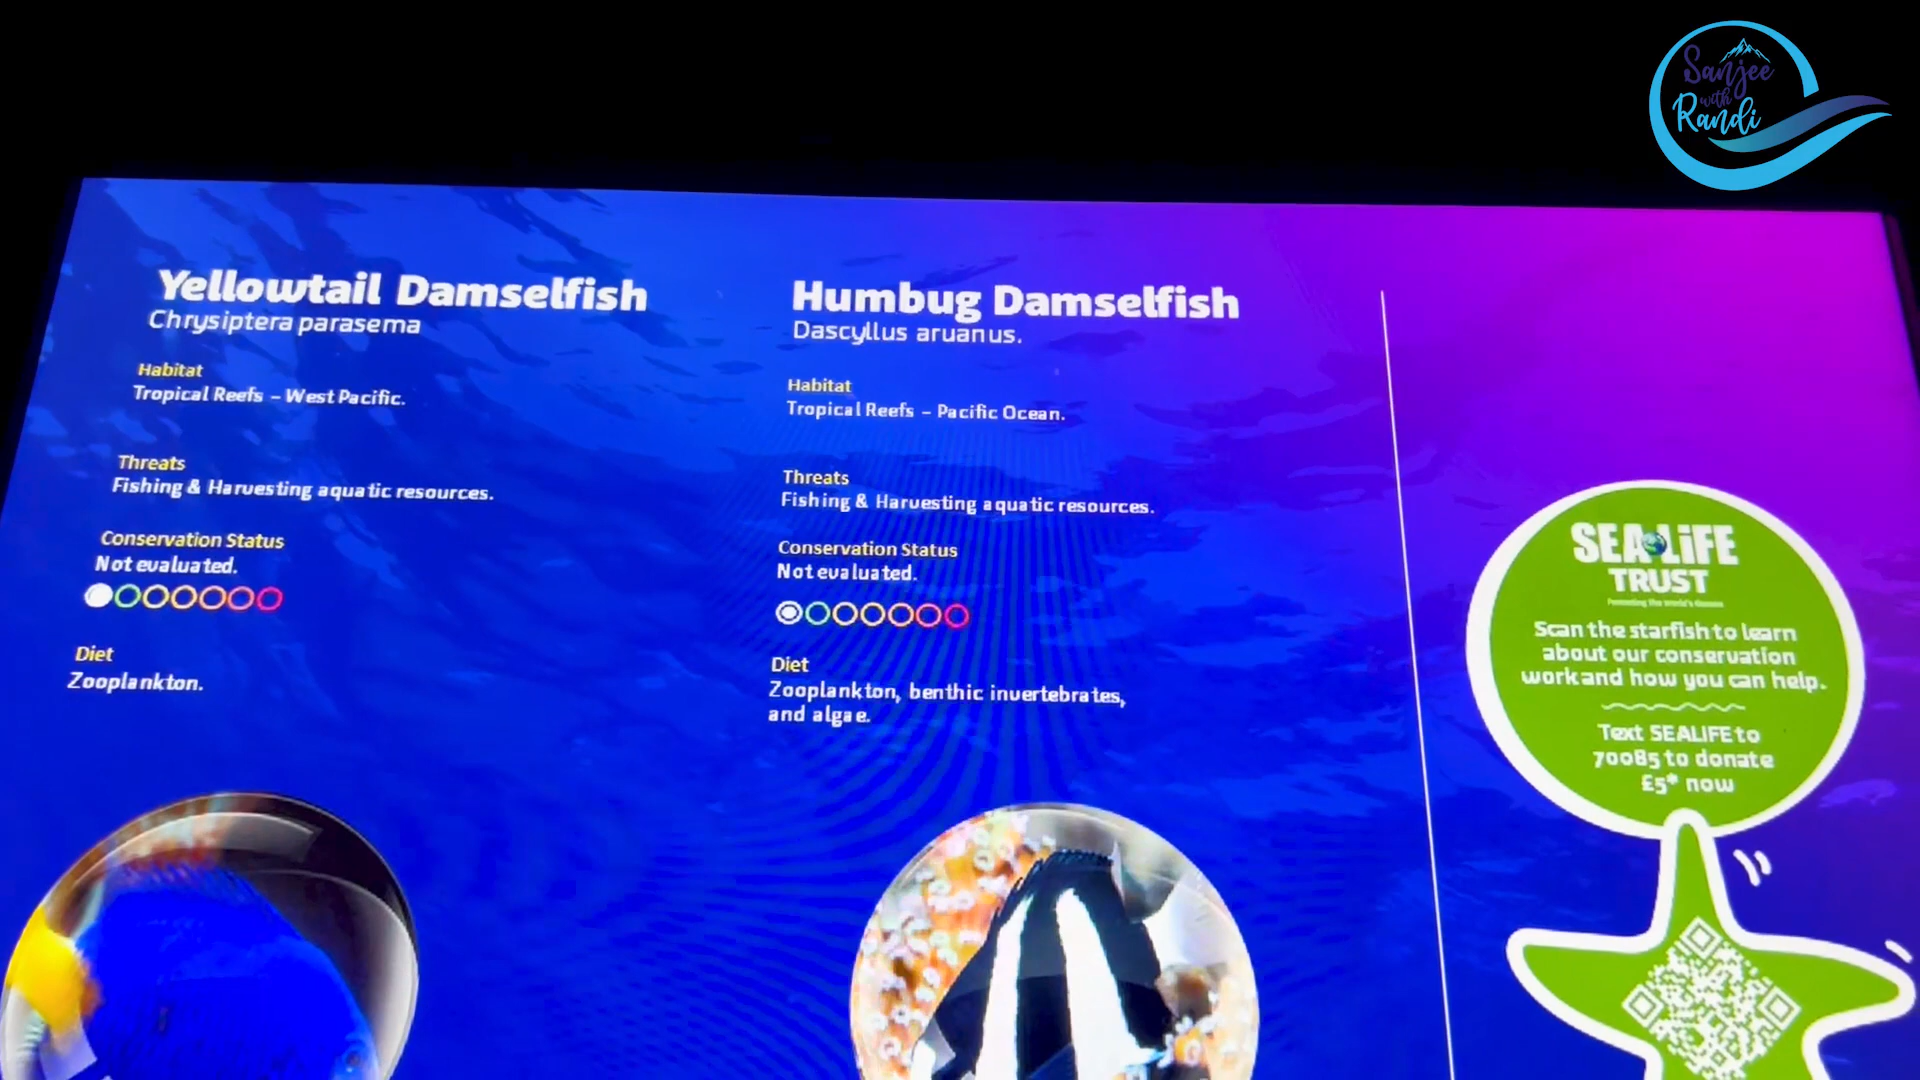 Sanjee
with
Randi
Yellowtail Damselfish
Chrysiptera parasema
Habitat
Tropical Reefs – West Pacific.
Threats
Fishing & Harvesting aquatic resources.
Conservation Status
Not evaluated.
Diet
Zooplankton.
Humbug Damselfish
Dascyllus aruanus.
Habitat
Tropical Reefs – Pacific Ocean.
Threats
Fishing & Harvesting aquatic resources.
Conservation Status
Not evaluated.
Diet
Zooplankton, benthic invertebrates,
and algae.
SEA LiFE
TRUST
Scan the starfish to learn
about our conservation
work and how you can help.
Text SEALIFE to
70085 to donate
£5* now